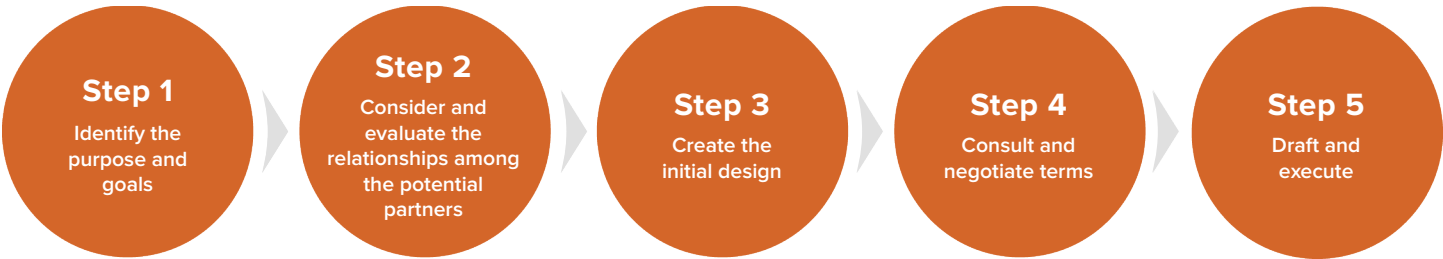 Step 1
Identify the
purpose and
goals
Step 2
Consider and
evaluate the
relationships among
the potential
partners
Step 3
Create the
initial design
Step 4
Consult and
negotiate terms
Step 5
Draft and
execute